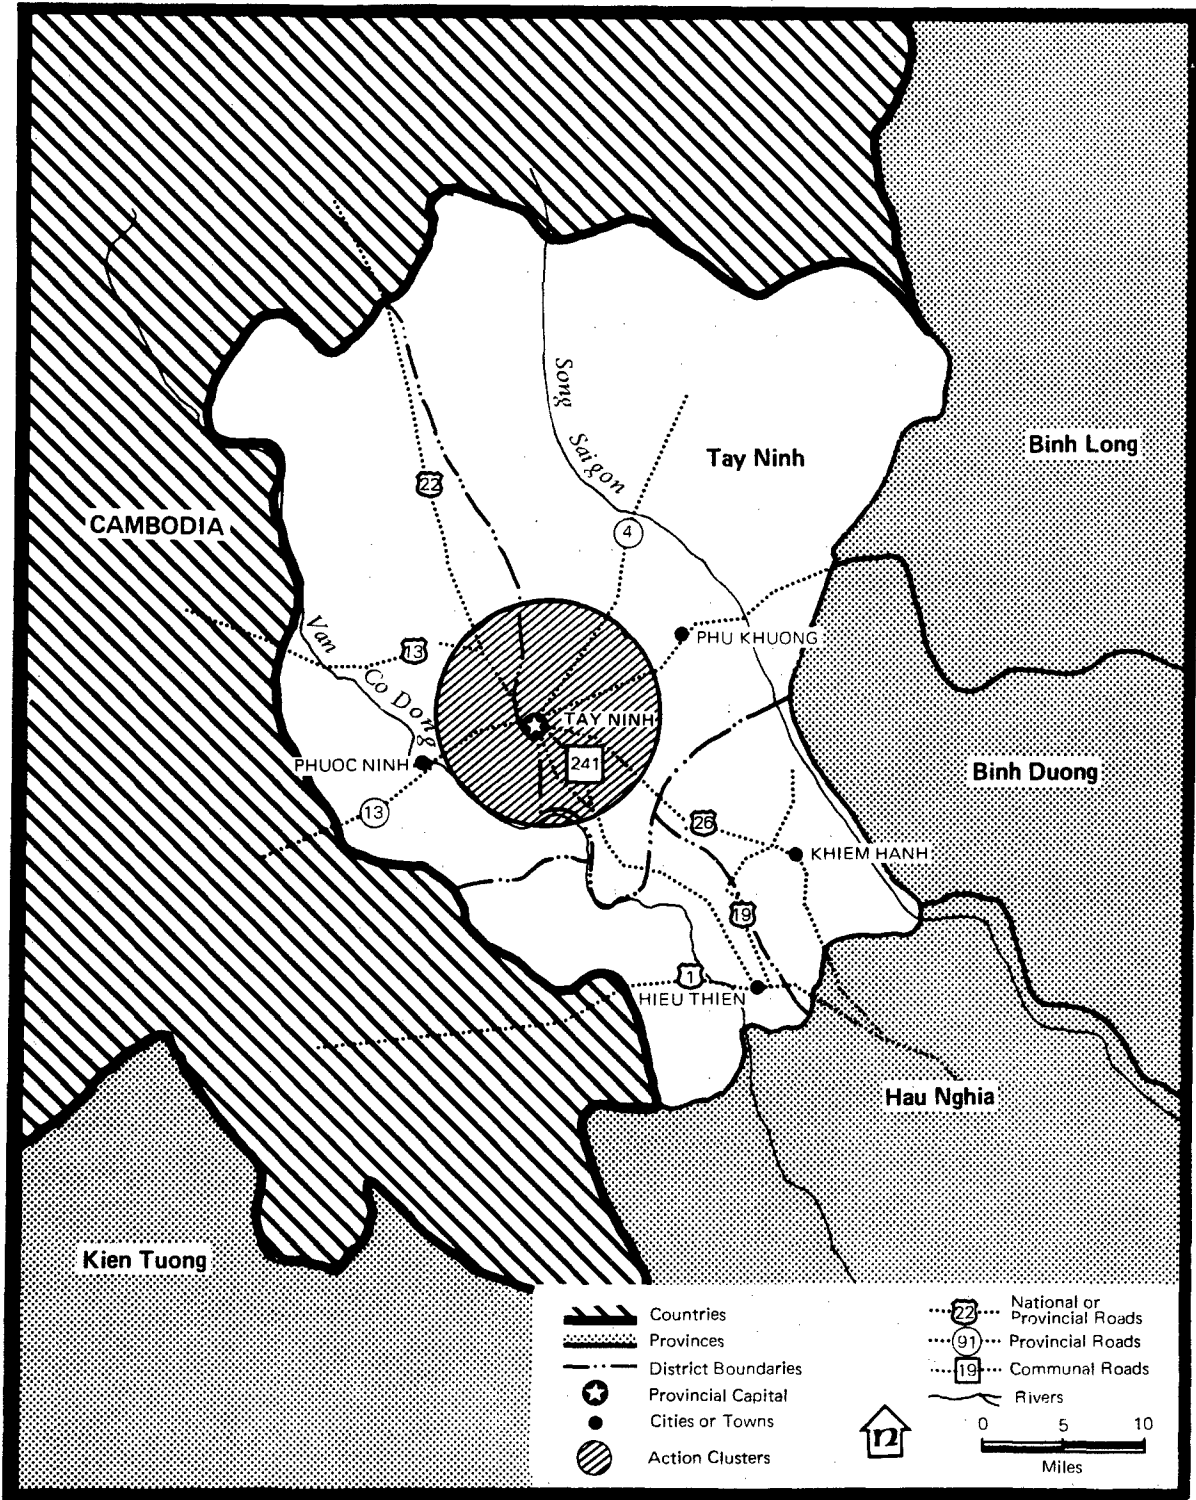 Song
Saigon
Tay Ninh
Binh Long
22
CAMBODIA
4
Van
Co Dong
13
PHU KHUONG
TAY NINH
PHUOC NINH
241
Binh Duong
13
26
KHIEM HANH
19
1
HIEU THIEN
Hau Nghia
Kien Tuong
Countries
Provinces
District Boundaries
Provincial Capital
Cities or Towns
Action Clusters
22
National or
Provincial Roads
91
Provincial Roads
19
Communal Roads
Rivers
n
0 5 10
Miles